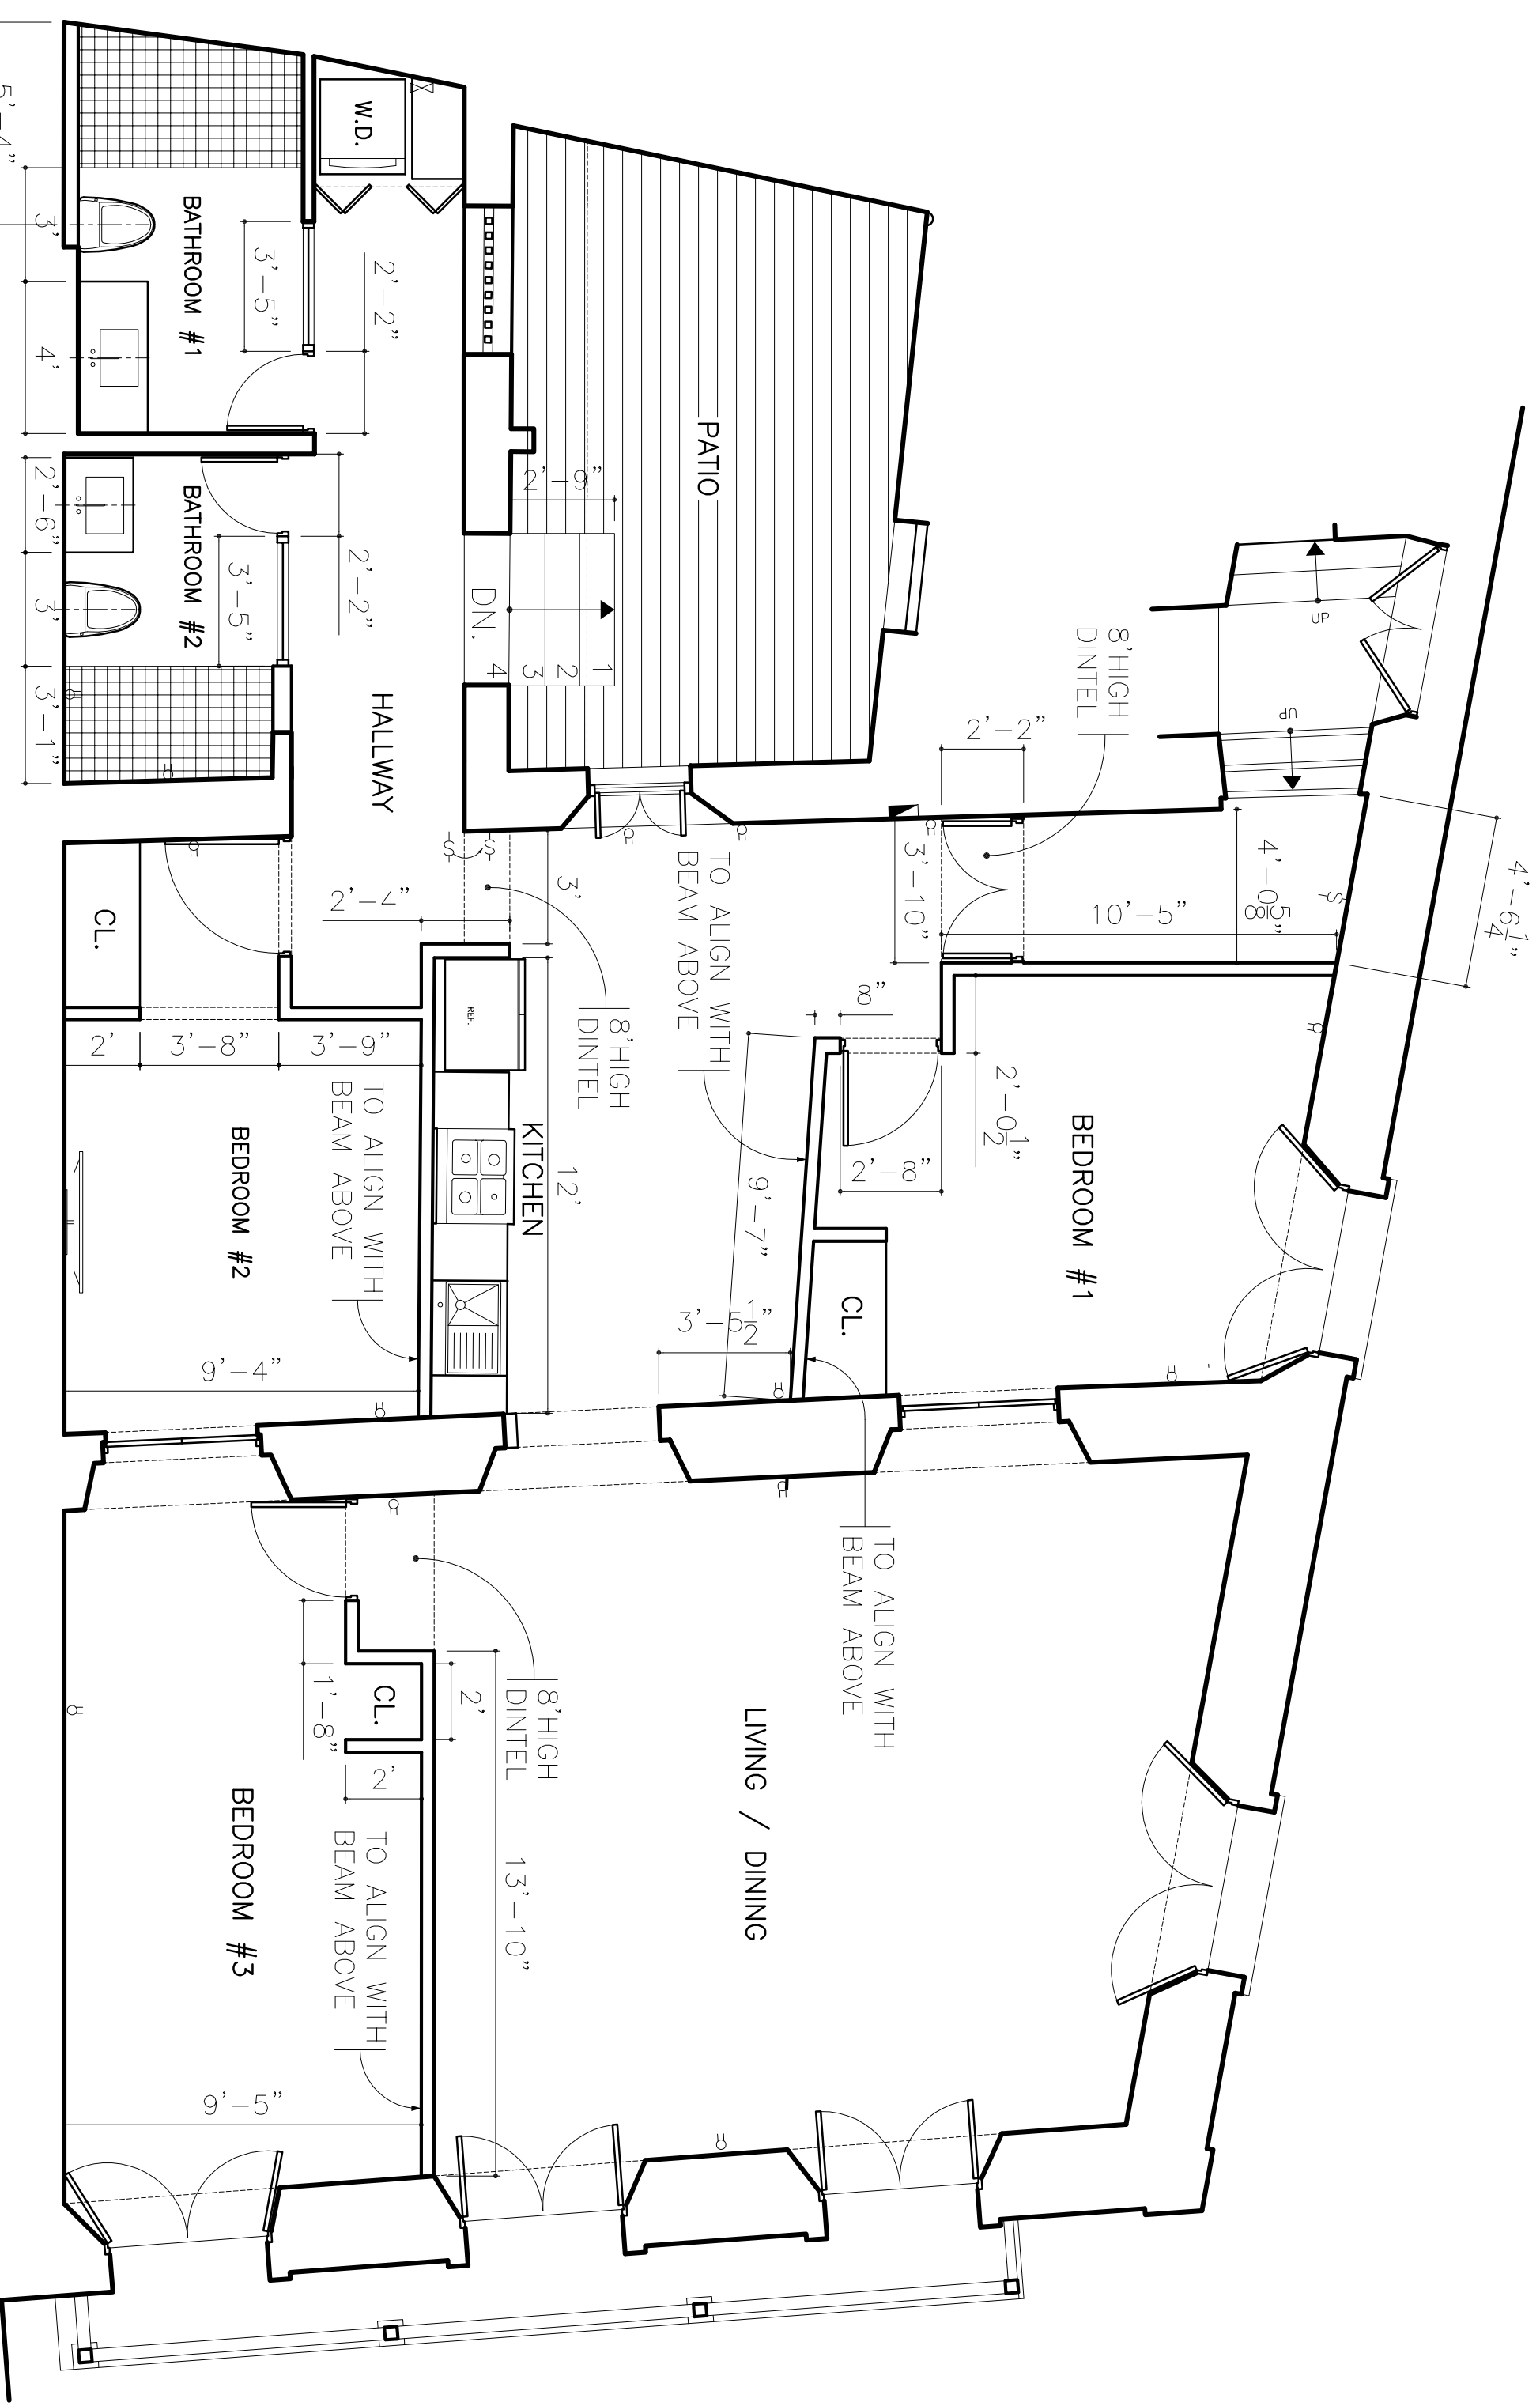 5'-4"
3'
4'
2'-6"
3'
3'-1"
BATHROOM #1
BATHROOM #2
W.D.
3'-5"
2'-2"
3'-5"
2'-2"
HALLWAY
PATIO
2'-9"
DN.
4
3
2
1
UP
UP
8'HIGH
DINTEL
2'-2"
4'-6 1/4"
4'-0 5/8"
10'-5"
3'-10"
S
S
S
3'
2'-4"
TO ALIGN WITH
BEAM ABOVE
8'HIGH
DINTEL
8"
2'-0 1/2"
2'-8"
BEDROOM #1
9'-7"
CL.
3'-5 1/2"
CL.
2'
3'-8"
3'-9"
REF.
KITCHEN
12'
TO ALIGN WITH
BEAM ABOVE
BEDROOM #2
9'-4"
TO ALIGN WITH
BEAM ABOVE
8'HIGH
DINTEL
1'-8"
CL.
2'
2'
13'-10"
LIVING / DINING
BEDROOM #3
TO ALIGN WITH
BEAM ABOVE
9'-5"